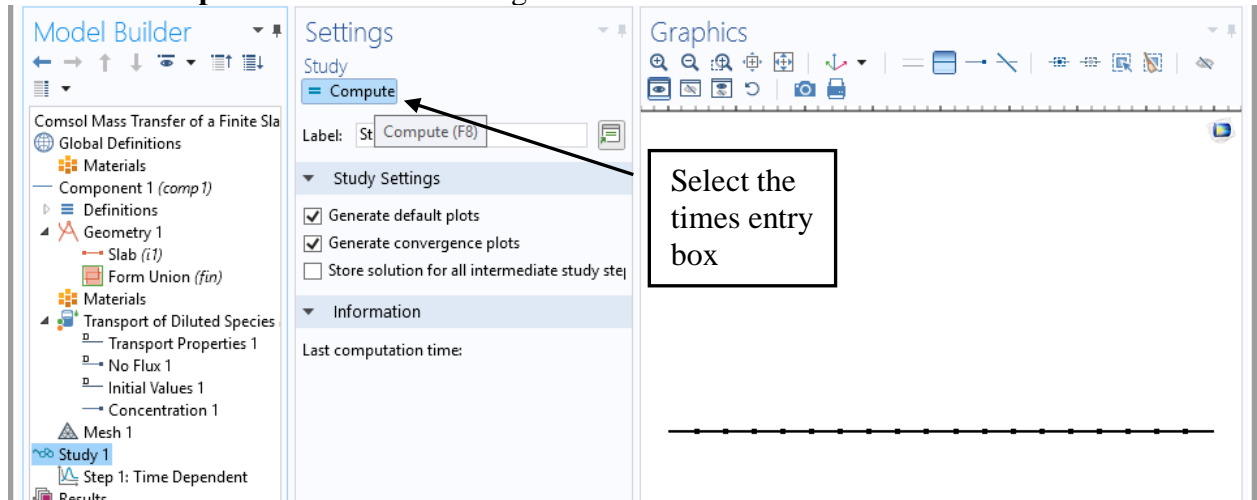 Model Builder
Comsol Mass Transfer of a Finite Sla
Global Definitions
Materials
Component 1 (comp1)
Definitions
Geometry 1
Slab (i1)
Form Union (fin)
Materials
Transport of Diluted Species
Transport Properties 1
No Flux 1
Initial Values 1
Concentration 1
Mesh 1
Study 1
Step 1: Time Dependent
Results
Settings
Study
= Compute
Label: St
Compute (F8)
Study Settings
Generate default plots
Generate convergence plots
Store solution for all intermediate study step
Information
Last computation time:
Graphics
Select the
times entry
box